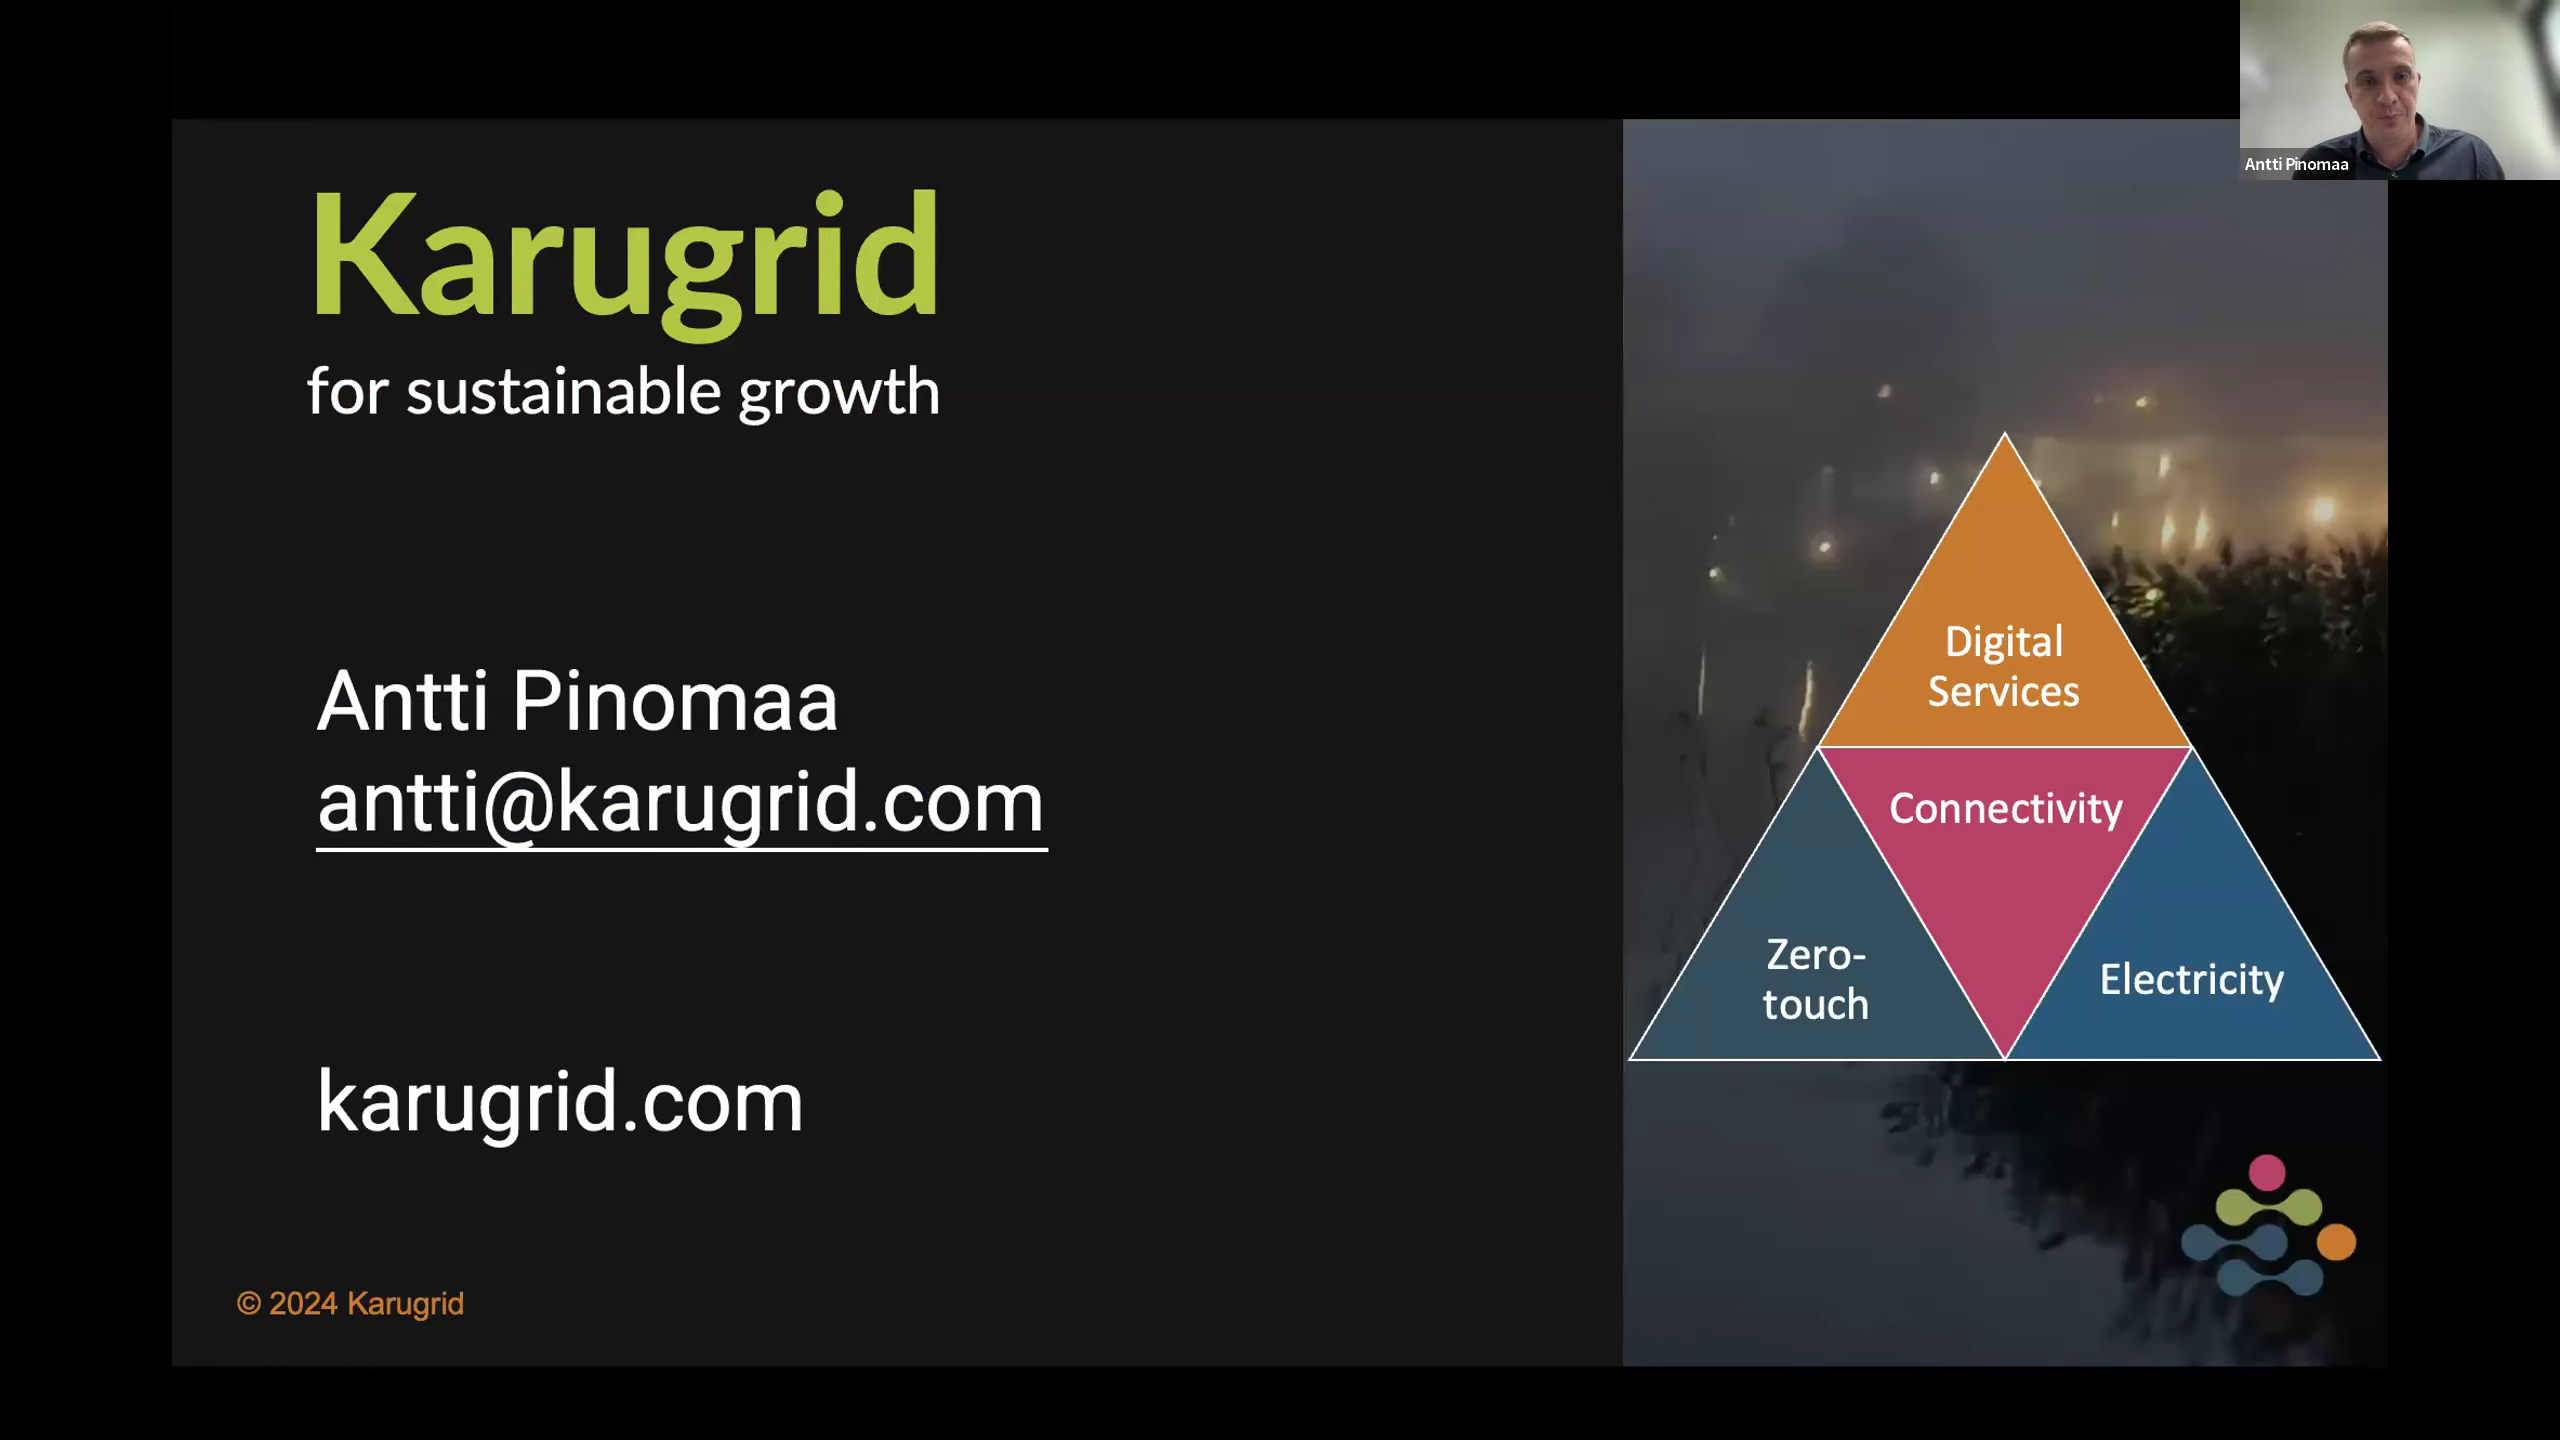 Karugrid
for sustainable growth
Antti Pinomaa
antti@karugrid.com
karugrid.com
© 2024 Karugrid
Digital
Services
Connectivity
Zero-
touch
Electricity
Antti Pinomaa